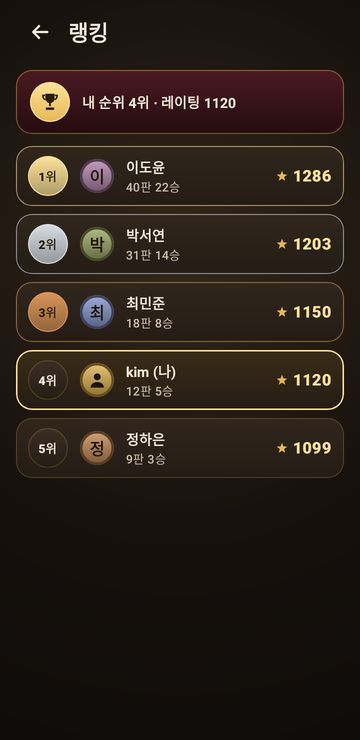 랭킹
내 순위 4위 · 레이팅 1120
1위 이 이도윤 ★ 1286
40판 22승
2위 박 박서연 ★ 1203
31판 14승
3위 최 최민준 ★ 1150
18판 8승
4위 kim (나) ★ 1120
12판 5승
5위 정 정하은 ★ 1099
9판 3승